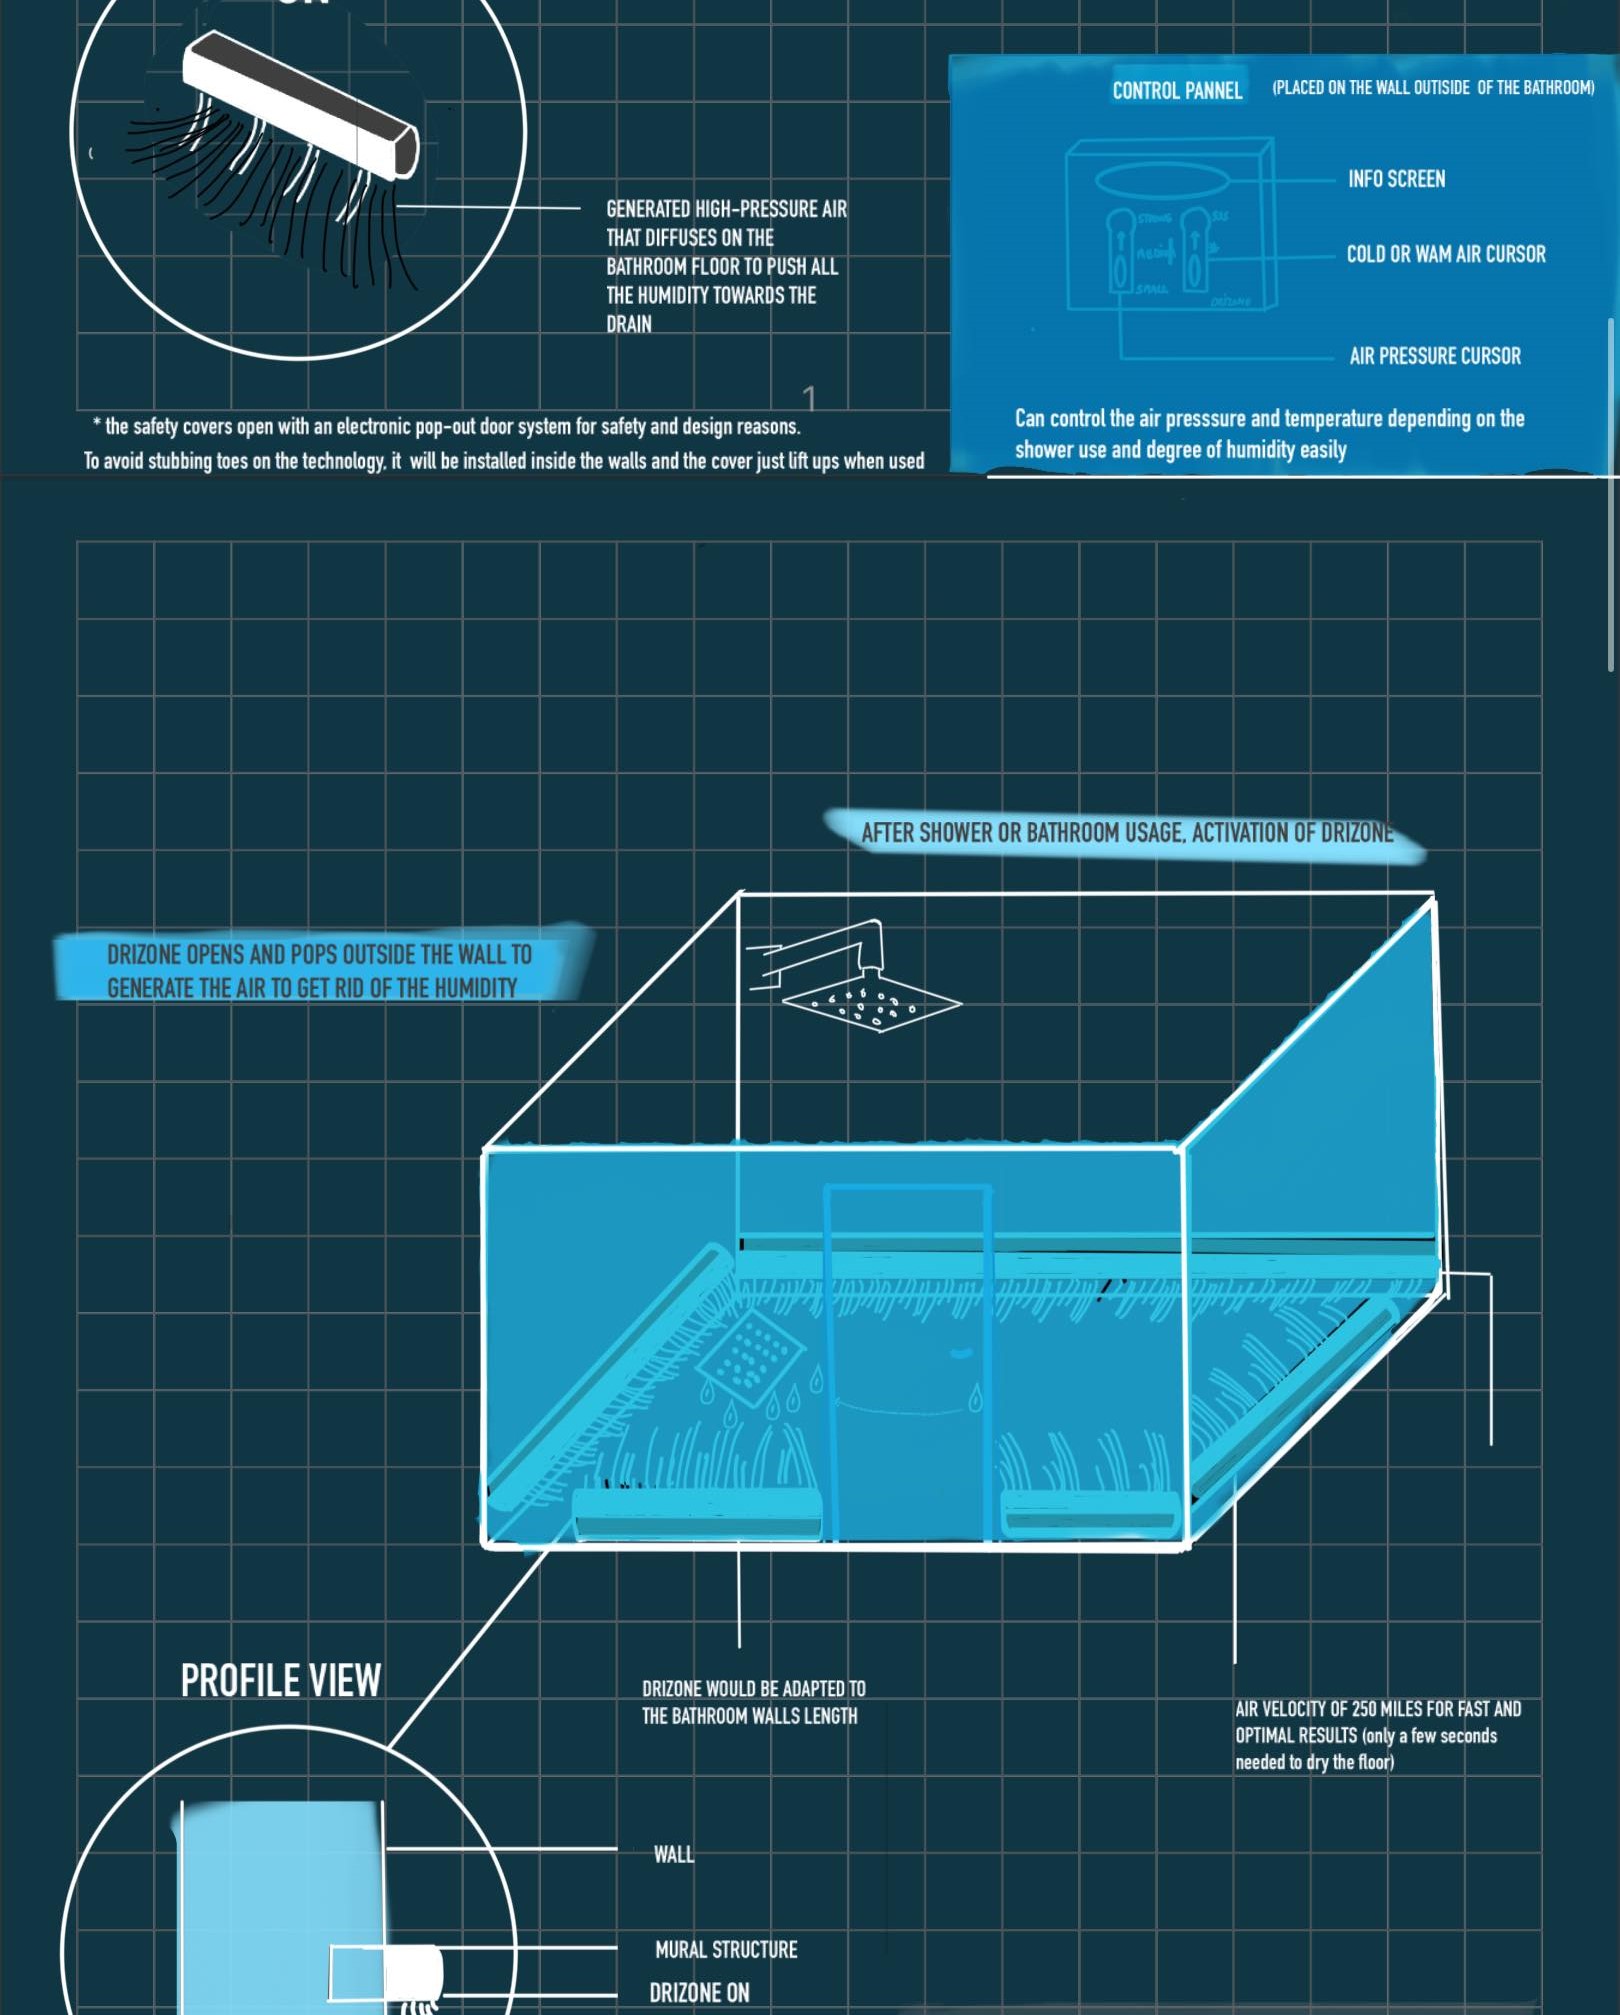 GENERATED HIGH-PRESSURE AIR
THAT DIFFUSES ON THE
BATHROOM FLOOR TO PUSH ALL
THE HUMIDITY TOWARDS THE
DRAIN
1
* the safety covers open with an electronic pop-out door system for safety and design reasons.
To avoid stubbing toes on the technology, it will be installed inside the walls and the cover just lift ups when used
CONTROL PANNEL (PLACED ON THE WALL OUTISIDE OF THE BATHROOM)
INFO SCREEN
STRONG
MEDIUM
SMALL
DRIZONE
COLD OR WAM AIR CURSOR
AIR PRESSURE CURSOR
Can control the air presssure and temperature depending on the
shower use and degree of humidity easily
AFTER SHOWER OR BATHROOM USAGE, ACTIVATION OF DRIZONE
DRIZONE OPENS AND POPS OUTSIDE THE WALL TO
GENERATE THE AIR TO GET RID OF THE HUMIDITY
PROFILE VIEW
DRIZONE WOULD BE ADAPTED TO
THE BATHROOM WALLS LENGTH
AIR VELOCITY OF 250 MILES FOR FAST AND
OPTIMAL RESULTS (only a few seconds
needed to dry the floor)
WALL
MURAL STRUCTURE
DRIZONE ON